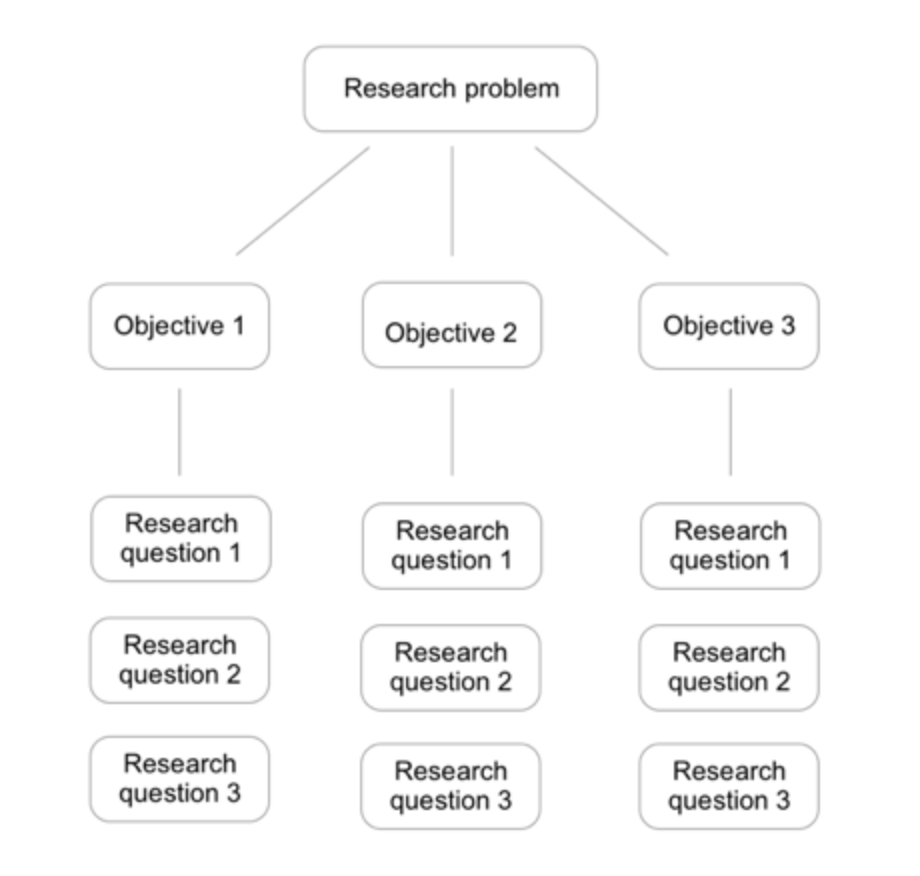 Research problem
Objective 1
Objective 2
Objective 3
Research
question 1
Research
question 1
Research
question 1
Research
question 2
Research
question 2
Research
question 2
Research
question 3
Research
question 3
Research
question 3